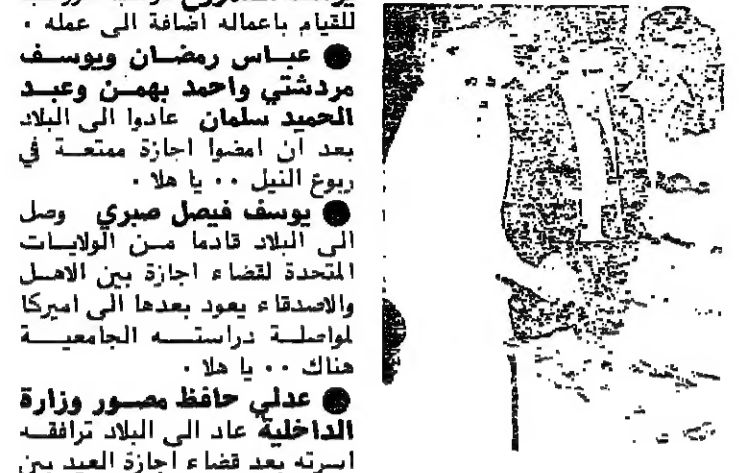 للقيام باعماله اضافة الى عمله .
● عباس رمضان ويوسف
مردشتي واحمد بهمن وعبد
الحميد سلمان عادوا الى البلاد
بعد ان امضوا اجازة ممتعة في
ربوع النيل .. يا هلا .
● يوسف فيصل صبري وصل
الى البلاد قادما من الولايات
المتحدة لقضاء اجازة بين الاهل
والاصدقاء يعود بعدها الى اميركا
لمواصلة دراسته الجامعية
هناك .. يا هلا .
● عدلي حافظ مصور وزارة
الداخلية عاد الى البلاد ترافقه
اسرته بعد قضاء اجازة العيد بين